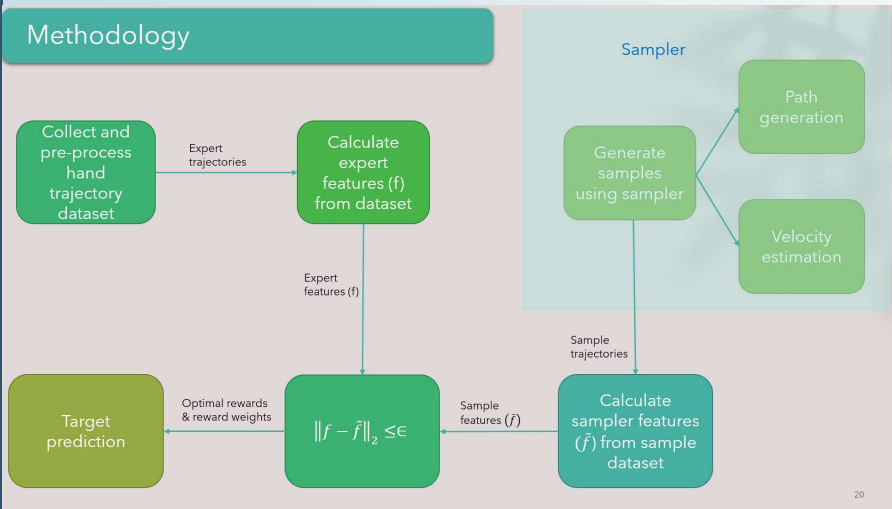 Methodology
Sampler
Path
generation
Collect and
pre-process
hand
trajectory
dataset
Expert
trajectories
Calculate
expert
features (f)
from dataset
Generate
samples
using sampler
Velocity
estimation
Expert
features (f)
Sample
trajectories
Target
prediction
Optimal rewards
& reward weights
‖f − f̃‖₂ ≤∈
Sample
features (f̃)
Calculate
sampler features
(f̃) from sample
dataset
20